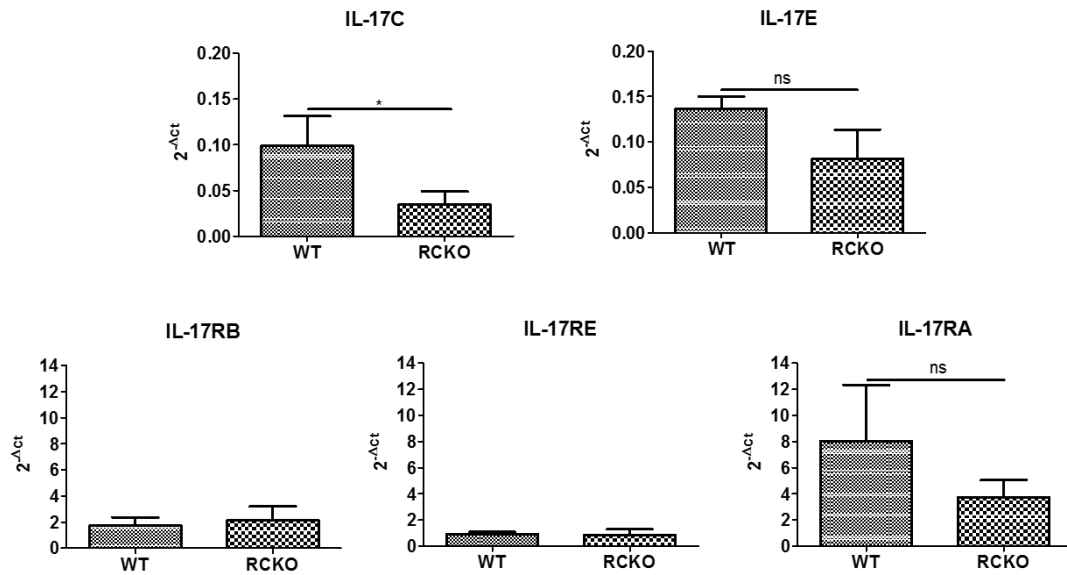 IL-17C
0.20
0.15
0.10
0.05
0.00
2^-Δct
*
WT RCKO
IL-17E
0.20
0.15
0.10
0.05
0.00
2^-Δct
ns
WT RCKO
IL-17RB
14
12
10
8
6
4
2
0
2^-Δct
WT RCKO
IL-17RE
14
12
10
8
6
4
2
0
2^-Δct
WT RCKO
IL-17RA
14
12
10
8
6
4
2
0
2^-Δct
ns
WT RCKO